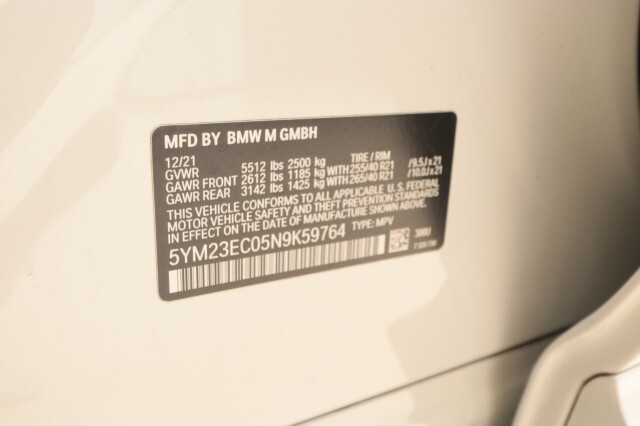 MFD BY BMW M GMBH
12/21
GVWR 5512 lbs 2500 kg TIRE / RIM
GAWR FRONT 2612 lbs 1185 kg WITH 255/40 R21 /9.5J x 21
GAWR REAR 3142 lbs 1425 kg WITH 265/40 R21 /10.0J x 21
THIS VEHICLE CONFORMS TO ALL APPLICABLE U.S. FEDERAL
MOTOR VEHICLE SAFETY, BUMPER, AND THEFT PREVENTION
STANDARDS IN EFFECT ON THE DATE OF MANUFACTURE SHOWN ABOVE.
5YM23EC05N9K59764 TYPE: MPV
300U